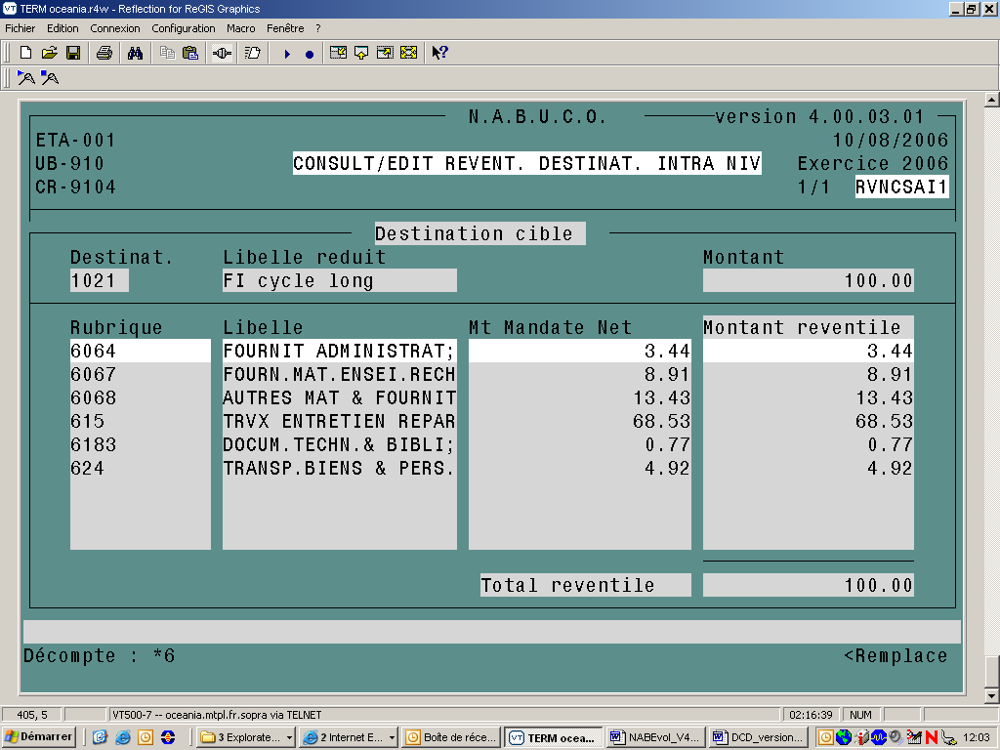 TERM oceania.r4w - Reflection for ReGIS Graphics
Fichier Edition Connexion Configuration Macro Fenêtre ?
N.A.B.U.C.O. version 4.00.03.01
ETA-001 10/08/2006
UB-910 CONSULT/EDIT REVENT. DESTINAT. INTRA NIV Exercice 2006
CR-9104 1/1 RVNCSAI1
Destination cible
Destinat. Libelle reduit Montant
1021 FI cycle long 100.00
Rubrique Libelle Mt Mandate Net Montant reventile
6064 FOURNIT ADMINISTRAT; 3.44 3.44
6067 FOURN.MAT.ENSEI.RECH 8.91 8.91
6068 AUTRES MAT & FOURNIT 13.43 13.43
615 TRVX ENTRETIEN REPAR 68.53 68.53
6183 DOCUM.TECHN.& BIBLI; 0.77 0.77
624 TRANSP.BIENS & PERS. 4.92 4.92
Total reventile 100.00
Décompte : *6 <Remplace
405, 5 VT500-7 -- oceania.mtpl.fr.sopra via TELNET 02:16:39 NUM
Démarrer 3 Explorate... 2 Internet E... Boîte de réce... VT TERM ocea... NABEvol_V4... DCD_version... 12:03